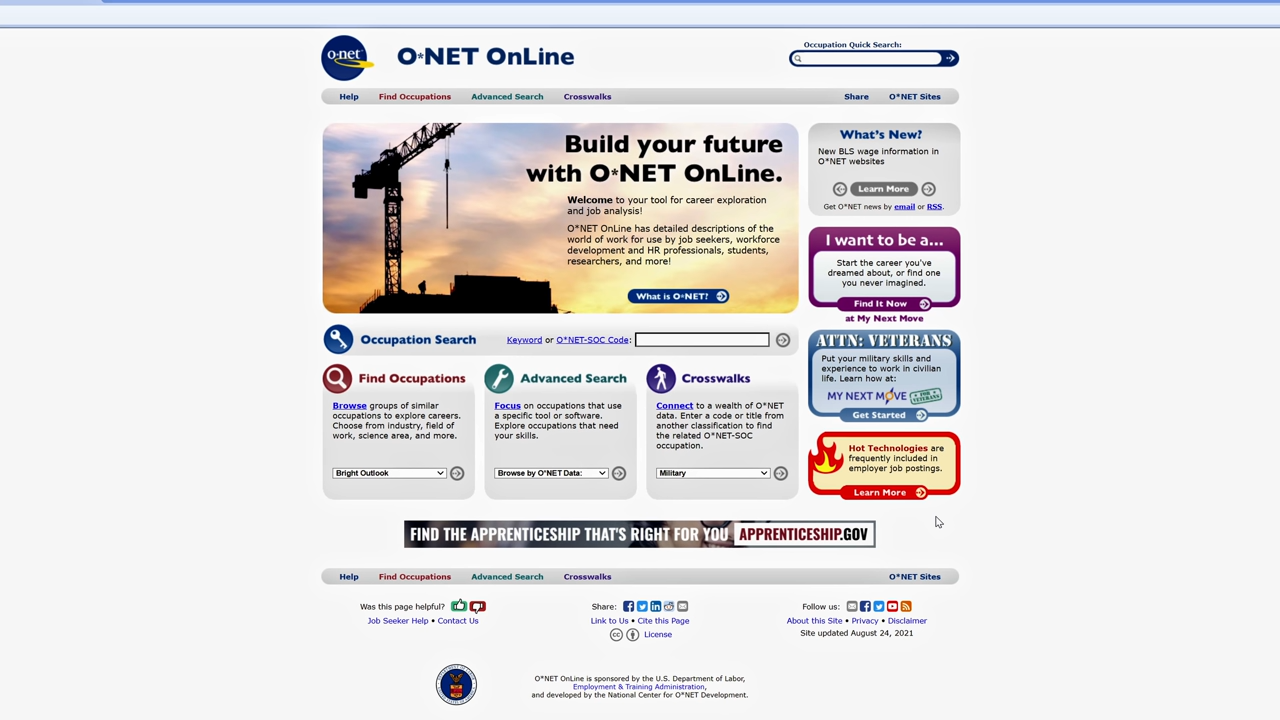 o·net
O*NET OnLine
Occupation Quick Search:
Help
Find Occupations
Advanced Search
Crosswalks
Share
O*NET Sites
Build your future
with O*NET OnLine.
Welcome to your tool for career exploration
and job analysis!
O*NET OnLine has detailed descriptions of the
world of work for use by job seekers, workforce
development and HR professionals, students,
researchers, and more!
What is O*NET?
What's New?
New BLS wage information in
O*NET websites
Learn More
Get O*NET news by email or RSS.
I want to be a...
Start the career you've
dreamed about, or find one
you never imagined.
Find It Now
at My Next Move
Occupation Search
Keyword or O*NET-SOC Code:
ATTN: VETERANS
Put your military skills and
experience to work in civilian
life. Learn how at:
MY NEXT MOVE
FOR VETERANS
Get Started
Find Occupations
Browse groups of similar
occupations to explore careers.
Choose from industry, field of
work, science area, and more.
Bright Outlook
Advanced Search
Focus on occupations that use
a specific tool or software.
Explore occupations that need
your skills.
Browse by O*NET Data:
Crosswalks
Connect to a wealth of O*NET
data. Enter a code or title from
another classification to find
the related O*NET-SOC
occupation.
Military
Hot Technologies are
frequently included in
employer job postings.
Learn More
FIND THE APPRENTICESHIP THAT'S RIGHT FOR YOU APPRENTICESHIP.GOV
Help
Find Occupations
Advanced Search
Crosswalks
O*NET Sites
Was this page helpful?
Job Seeker Help • Contact Us
Share:
Link to Us • Cite this Page
License
Follow us:
About this Site • Privacy • Disclaimer
Site updated August 24, 2021
O*NET OnLine is sponsored by the U.S. Department of Labor,
Employment & Training Administration,
and developed by the National Center for O*NET Development.